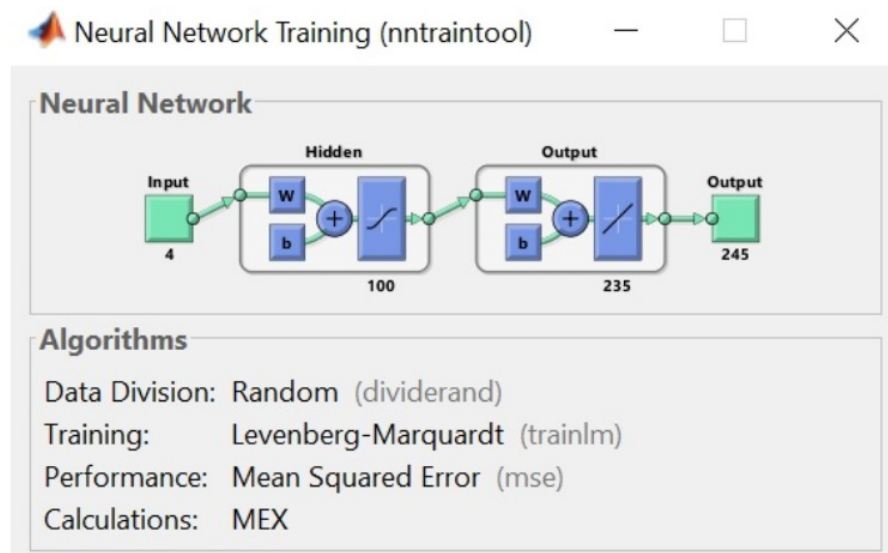 Neural Network Training (nntraintool)
Neural Network
Hidden
Output
Input
Output
W
b
+
W
b
+
4
100
235
245
Algorithms
Data Division: Random (dividerand)
Training: Levenberg-Marquardt (trainlm)
Performance: Mean Squared Error (mse)
Calculations: MEX